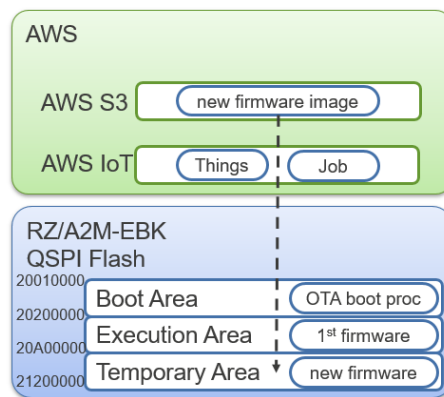 AWS
AWS S3 new firmware image
AWS IoT Things Job
RZ/A2M-EBK
QSPI Flash
20010000
Boot Area OTA boot proc
20200000
Execution Area 1st firmware
20A00000
Temporary Area new firmware
21200000